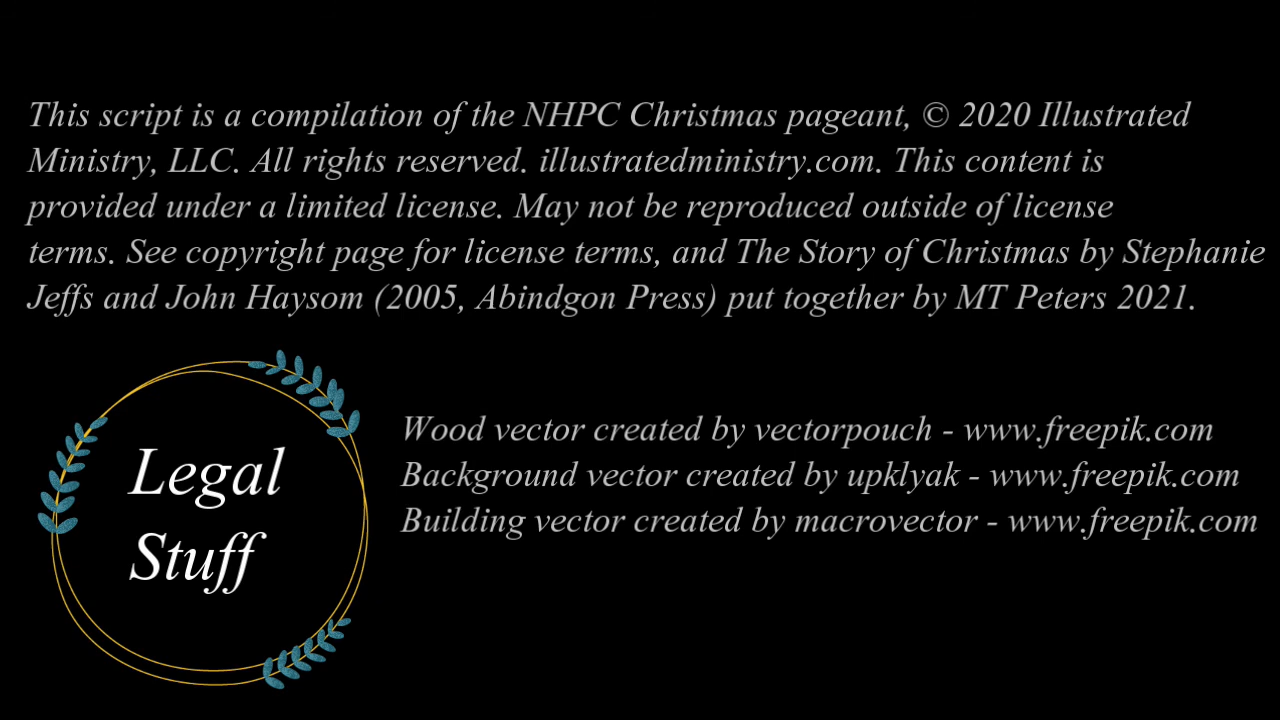 This script is a compilation of the NHPC Christmas pageant, © 2020 Illustrated
Ministry, LLC. All rights reserved. illustratedministry.com. This content is
provided under a limited license. May not be reproduced outside of license
terms. See copyright page for license terms, and The Story of Christmas by Stephanie
Jeffs and John Haysom (2005, Abindgon Press) put together by MT Peters 2021.
Legal
Stuff
Wood vector created by vectorpouch - www.freepik.com
Background vector created by upklyak - www.freepik.com
Building vector created by macrovector - www.freepik.com